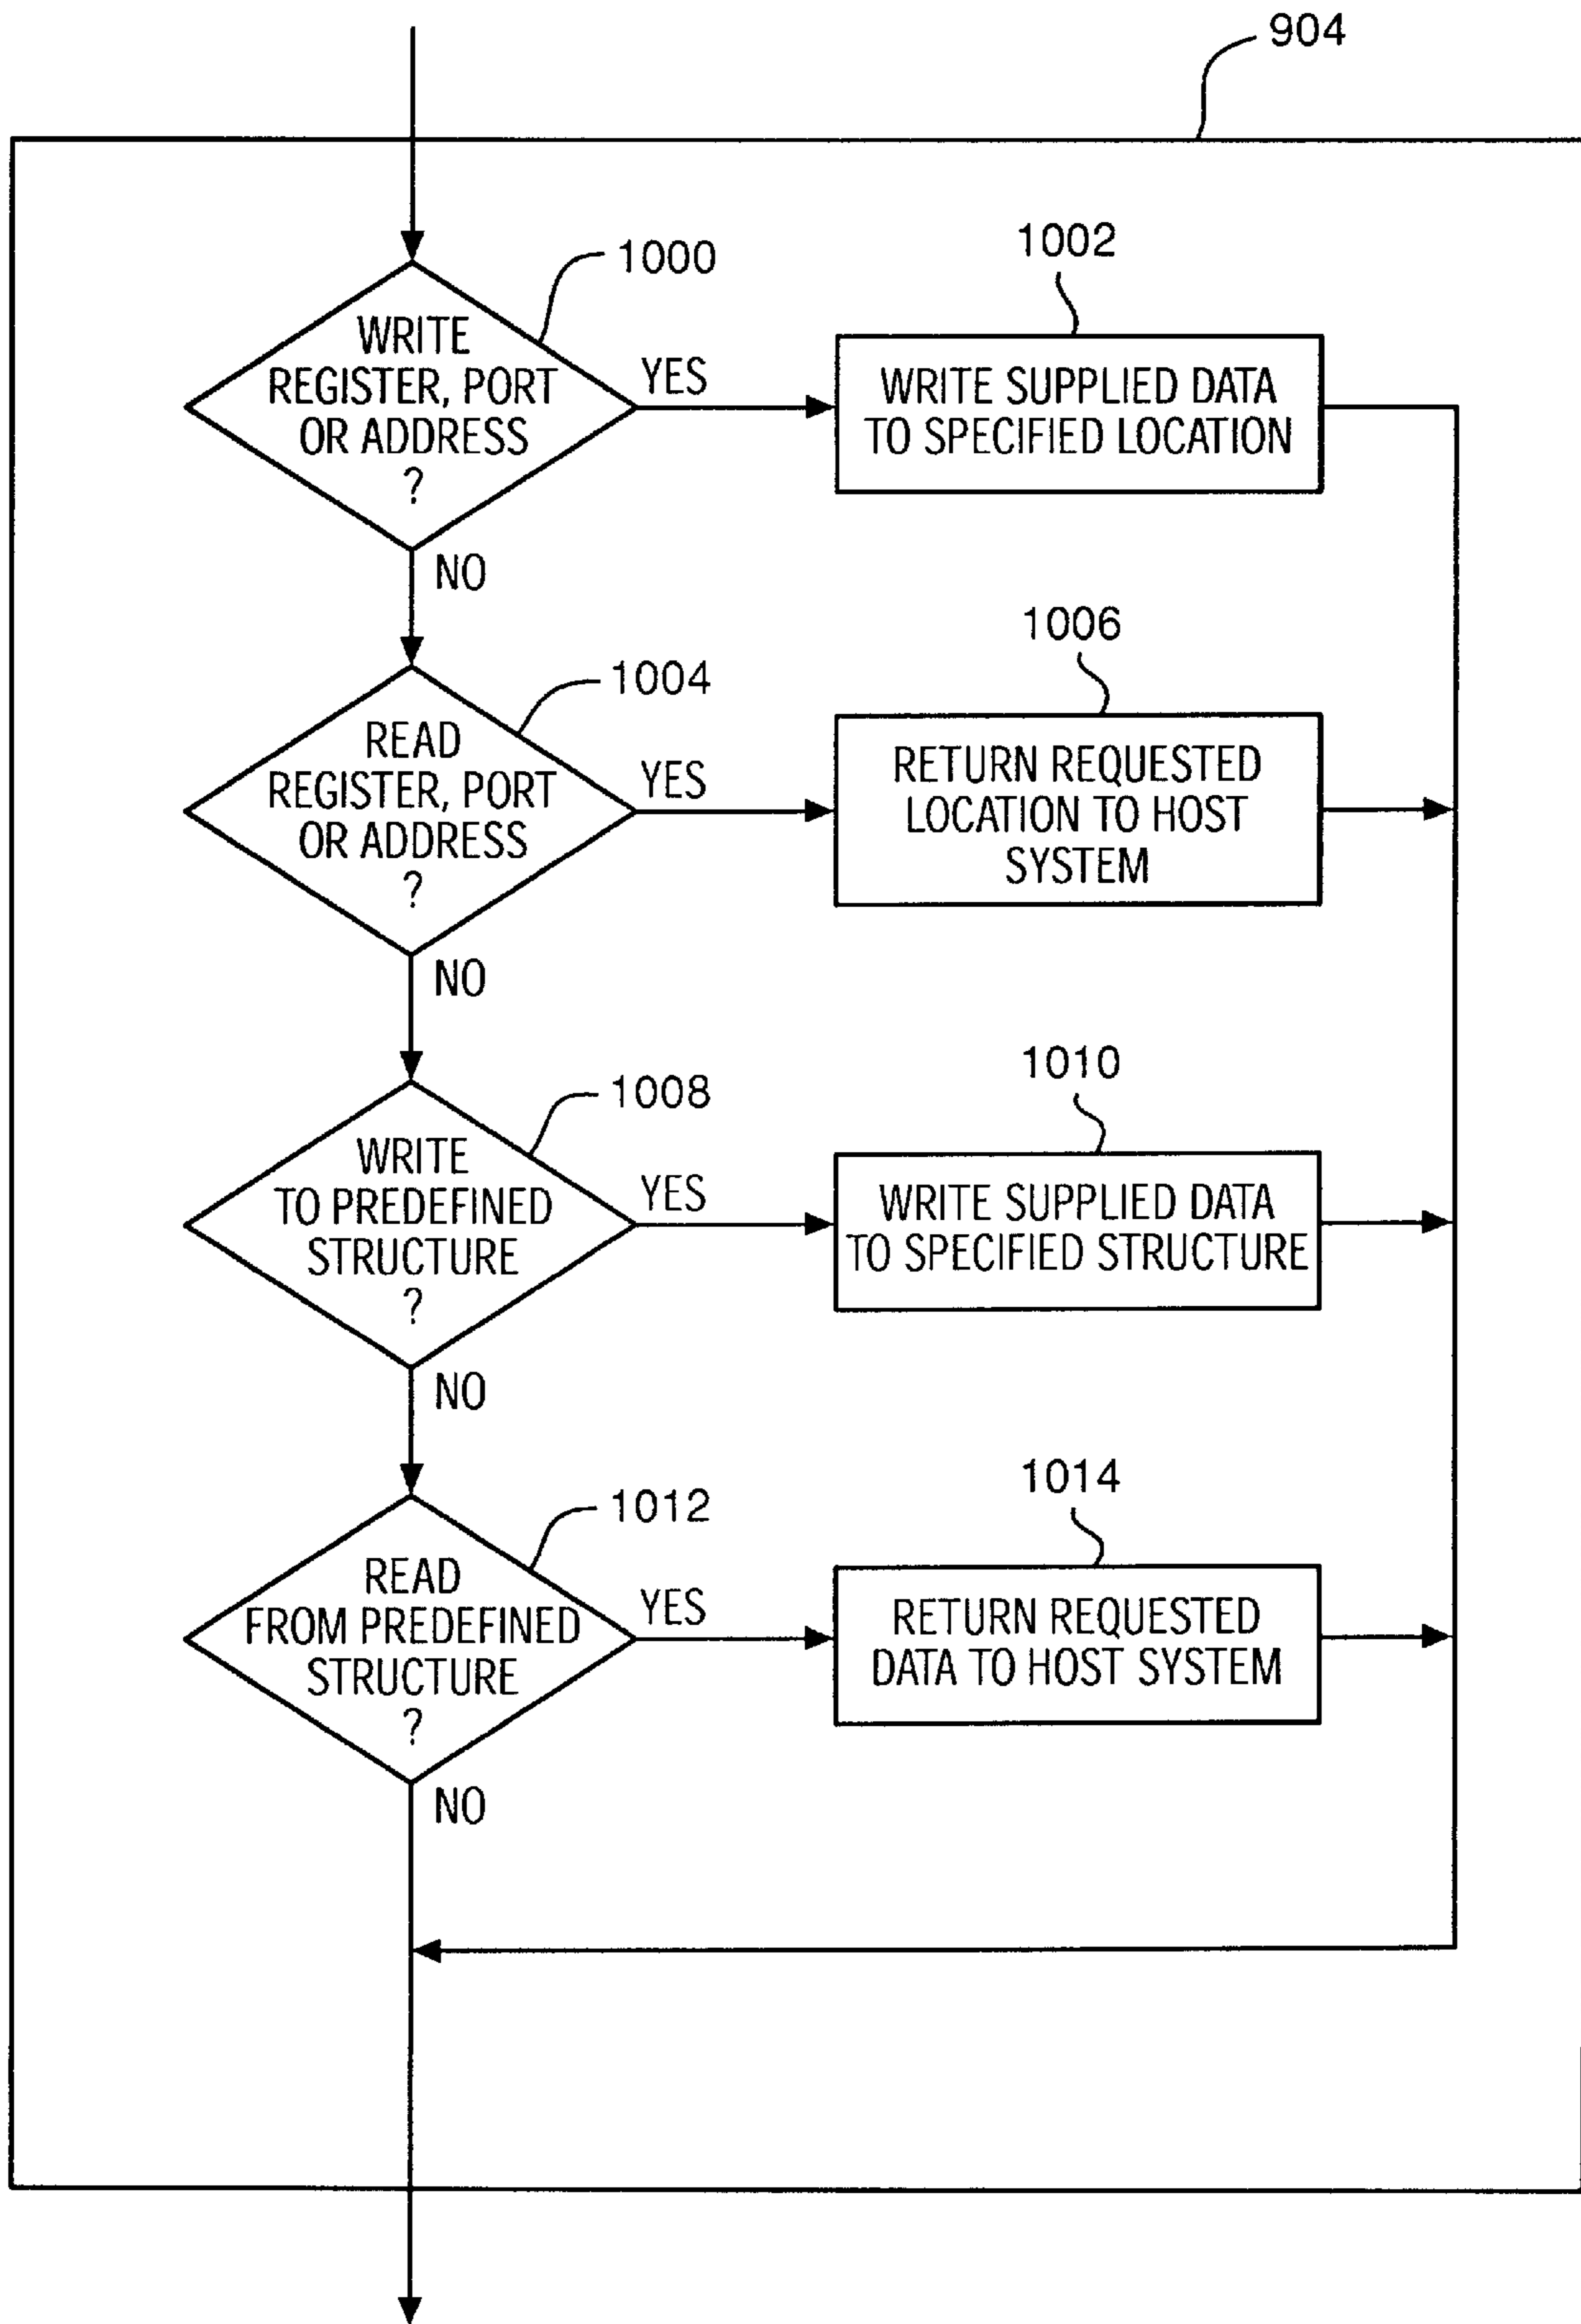 904
1000
WRITE
REGISTER, PORT
OR ADDRESS
?
YES
NO
1002
WRITE SUPPLIED DATA
TO SPECIFIED LOCATION
1004
READ
REGISTER, PORT
OR ADDRESS
?
YES
NO
1006
RETURN REQUESTED
LOCATION TO HOST
SYSTEM
1008
WRITE
TO PREDEFINED
STRUCTURE
?
YES
NO
1010
WRITE SUPPLIED DATA
TO SPECIFIED STRUCTURE
1012
READ
FROM PREDEFINED
STRUCTURE
?
YES
NO
1014
RETURN REQUESTED
DATA TO HOST SYSTEM